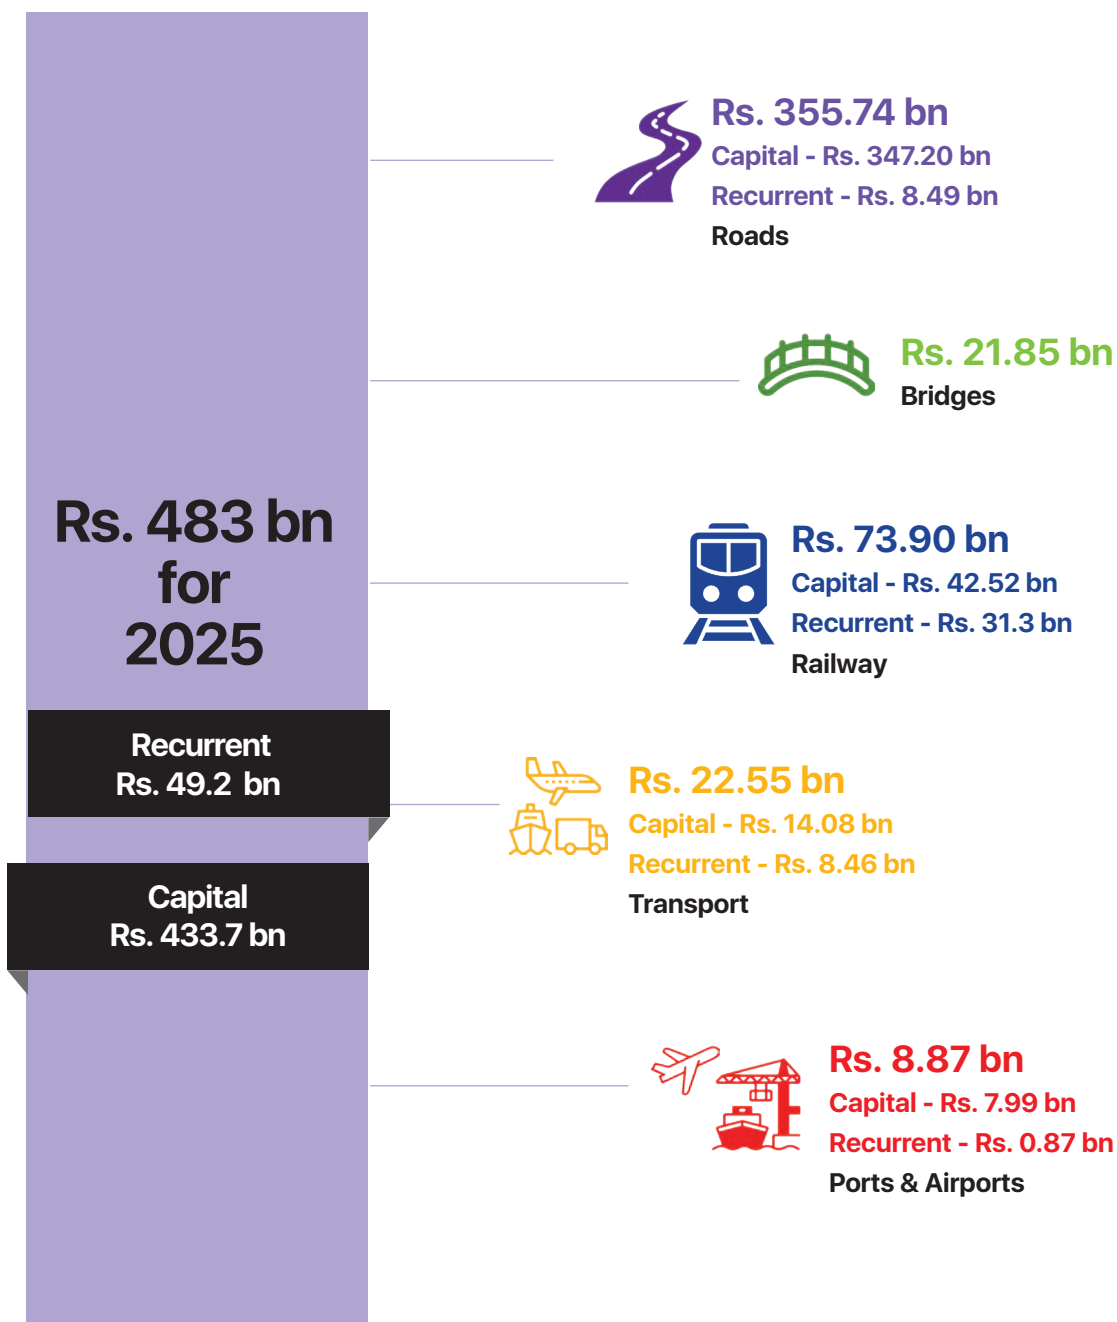 Rs. 483 bn
for
2025
Recurrent
Rs. 49.2 bn
Capital
Rs. 433.7 bn
Rs. 355.74 bn
Capital - Rs. 347.20 bn
Recurrent - Rs. 8.49 bn
Roads
Rs. 21.85 bn
Bridges
Rs. 73.90 bn
Capital - Rs. 42.52 bn
Recurrent - Rs. 31.3 bn
Railway
Rs. 22.55 bn
Capital - Rs. 14.08 bn
Recurrent - Rs. 8.46 bn
Transport
Rs. 8.87 bn
Capital - Rs. 7.99 bn
Recurrent - Rs. 0.87 bn
Ports & Airports